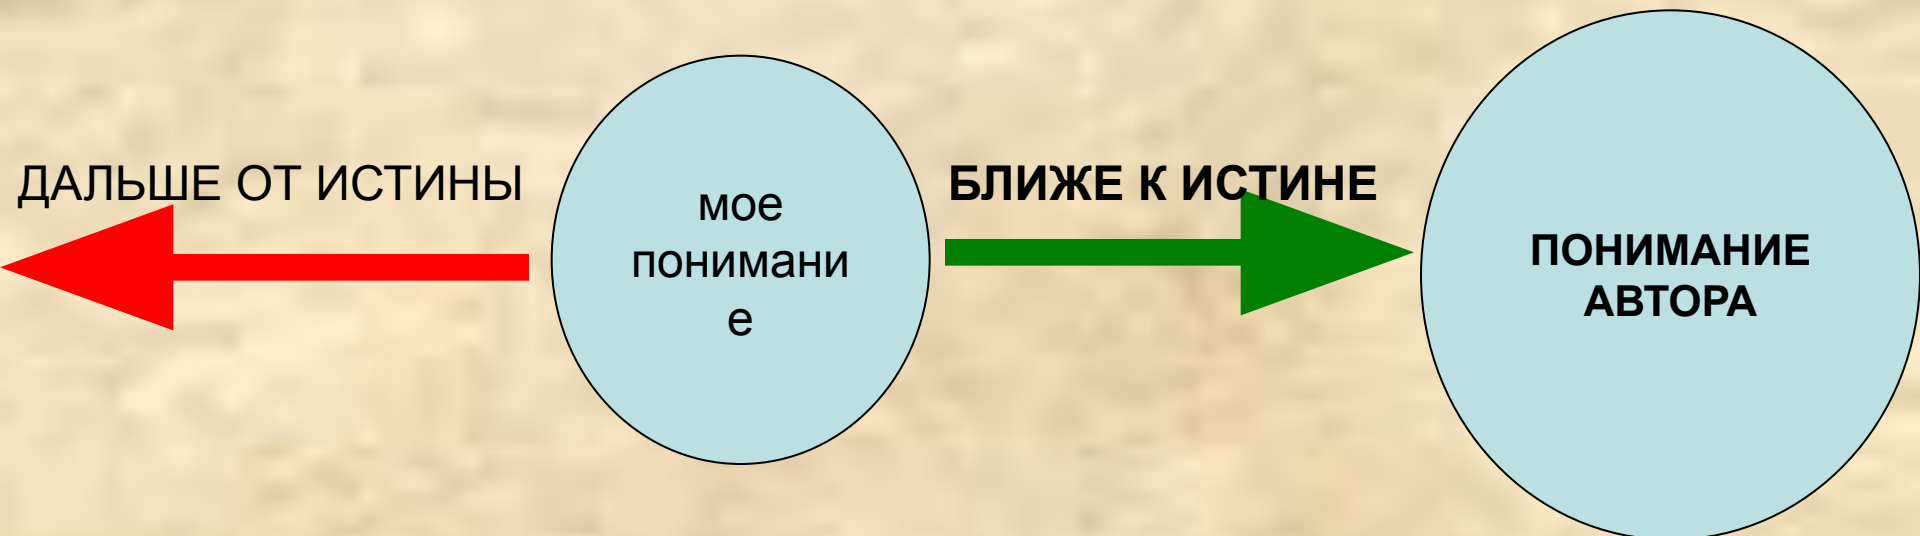 ДАЛЬШЕ ОТ ИСТИНЫ
мое
понимани
е
БЛИЖЕ К ИСТИНЕ
ПОНИМАНИЕ
АВТОРА